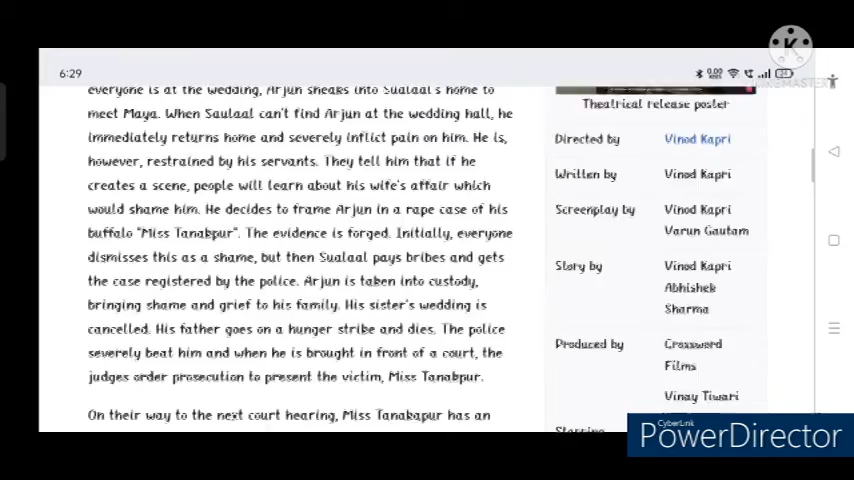 6:29
everyone is at the wedding, Arjun sneaks into Sualaal's home to
meet Maya. When Saulaal can't find Arjun at the wedding hall, he
immediately returns home and severely inflict pain on him. He is,
however, restrained by his servants. They tell him that if he
creates a scene, people will learn about his wife's affair which
would shame him. He decides to frame Arjun in a rape case of his
buffalo "Miss Tanakpur". The evidence is forged. Initially, everyone
dismisses this as a shame, but then Sualaal pays bribes and gets
the case registered by the police. Arjun is taken into custody,
bringing shame and grief to his family. His sister's wedding is
cancelled. His father goes on a hunger strike and dies. The police
severely beat him and when he is brought in front of a court, the
judges order prosecution to present the victim, Miss Tanakpur.
On their way to the next court hearing, Miss Tanakapur has an
Theatrical release poster
Directed by Vinod Kapri
Written by Vinod Kapri
Screenplay by Vinod Kapri
Varun Gautam
Story by Vinod Kapri
Abhishek
Sharma
Produced by Crossword
Films
Vinay Tiwari
Starring
K
KINEMASTER
CyberLink
PowerDirector